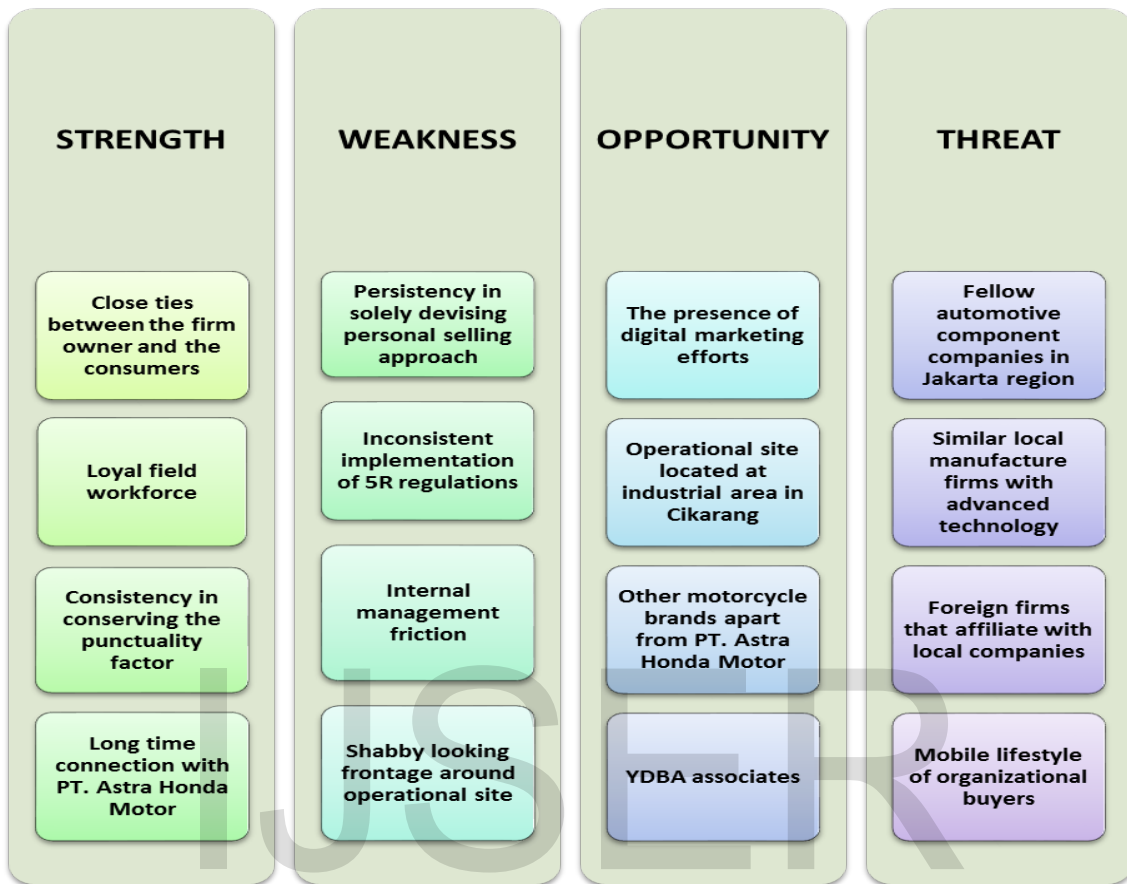 STRENGTH
Close ties
between the firm
owner and the
consumers
Loyal field
workforce
Consistency in
conserving the
punctuality
factor
Long time
connection with
PT. Astra Honda
Motor
WEAKNESS
Persistency in
solely devising
personal selling
approach
Inconsistent
implementation
of 5R regulations
Internal
management
friction
Shabby looking
frontage around
operational site
OPPORTUNITY
The presence of
digital marketing
efforts
Operational site
located at
industrial area in
Cikarang
Other motorcycle
brands apart
from PT. Astra
Honda Motor
YDBA associates
THREAT
Fellow
automotive
component
companies in
Jakarta region
Similar local
manufacture
firms with
advanced
technology
Foreign firms
that affiliate with
local companies
Mobile lifestyle
of organizational
buyers
IJSER